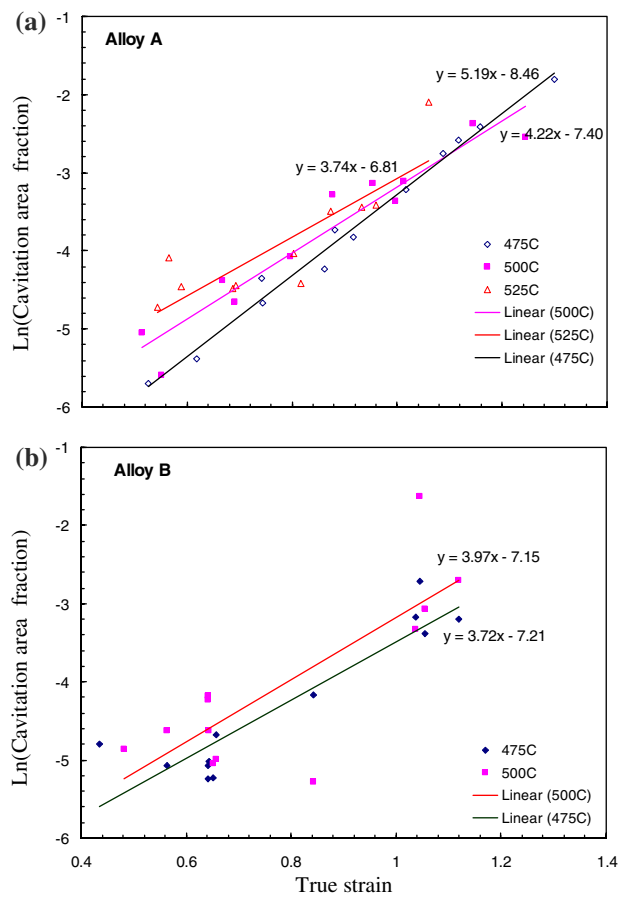 (a)
Alloy A
Ln(Cavitation area fraction)
-1
-2
-3
-4
-5
-6
y = 5.19x - 8.46
y = 4.22x - 7.40
y = 3.74x - 6.81
475C
500C
525C
Linear (500C)
Linear (525C)
Linear (475C)
(b)
Alloy B
Ln(Cavitation area fraction)
-1
-2
-3
-4
-5
-6
y = 3.97x - 7.15
y = 3.72x - 7.21
475C
500C
Linear (500C)
Linear (475C)
0.4
0.6
0.8
1
1.2
1.4
True strain